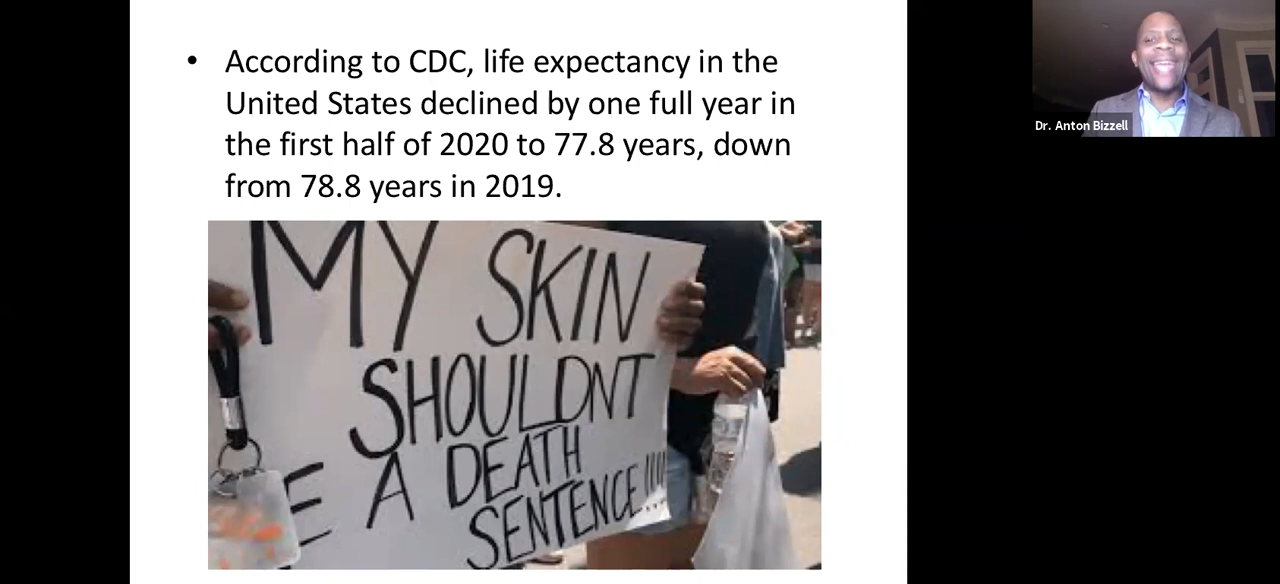 • According to CDC, life expectancy in the
United States declined by one full year in
the first half of 2020 to 77.8 years, down
from 78.8 years in 2019.
MY SKIN
SHOULDNT
E A DEATH
SENTENCE!!!!
Dr. Anton Bizzell